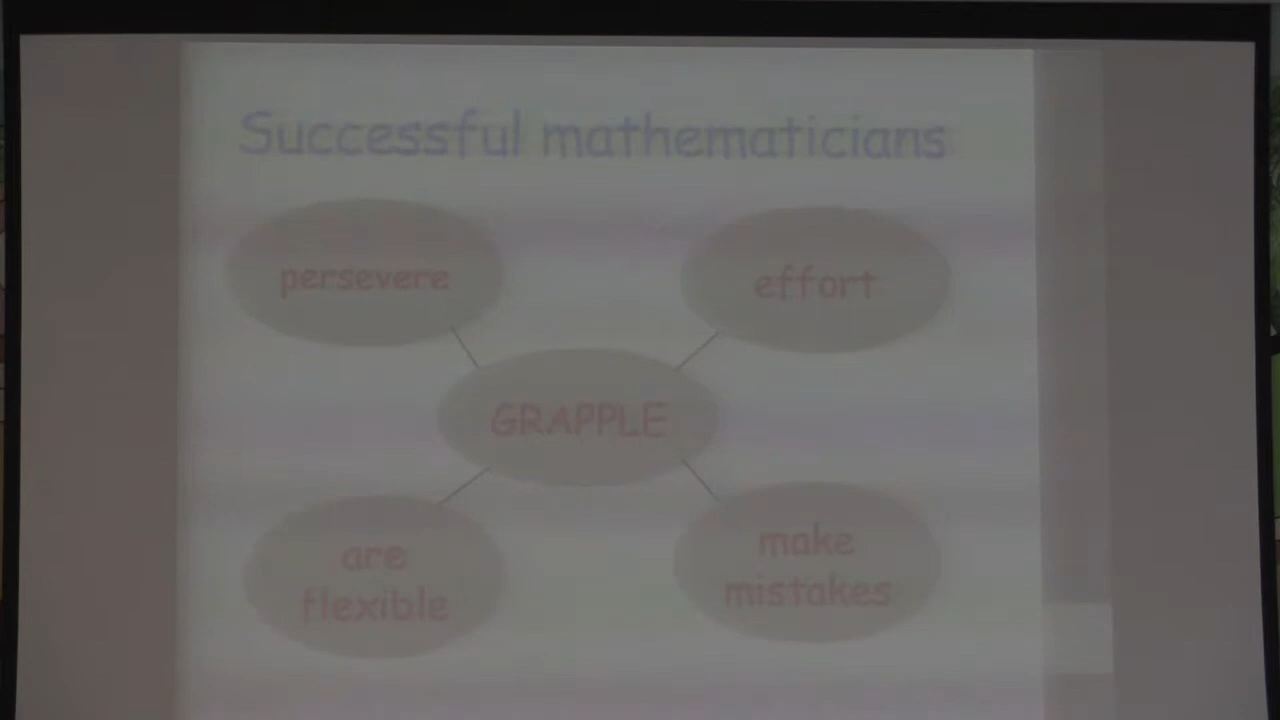 Successful mathematicians
persevere
effort
GRAPPLE
are
flexible
make
mistakes